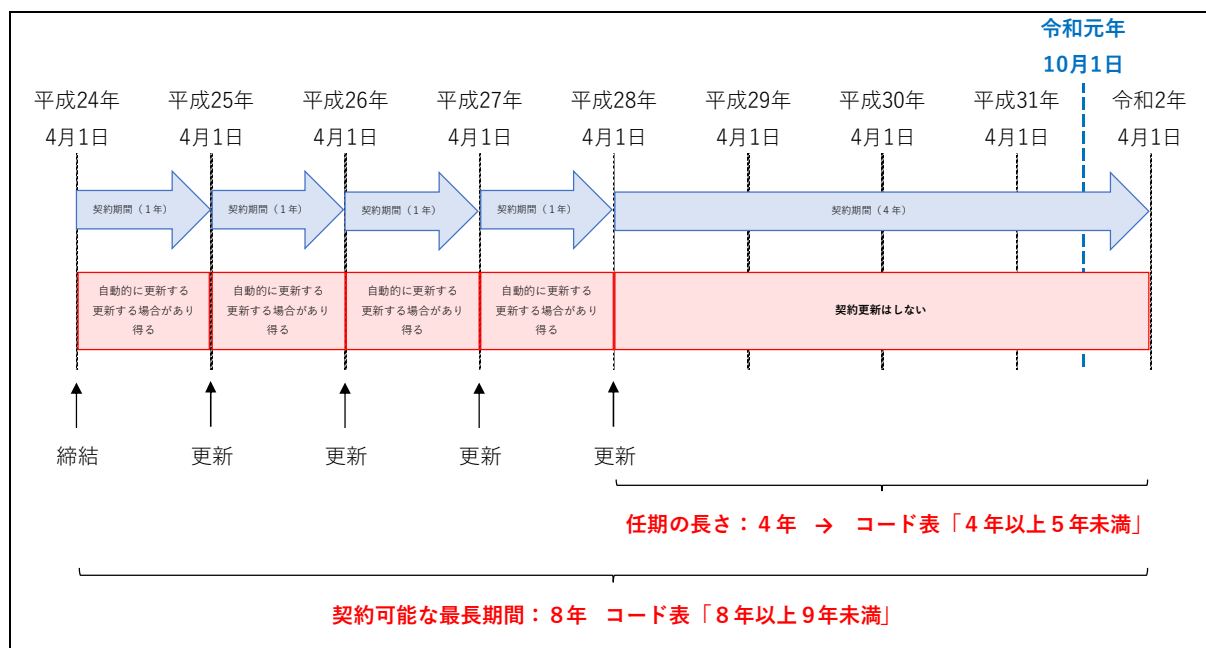 令和元年
10月1日
平成24年
4月1日
平成25年
4月1日
平成26年
4月1日
平成27年
4月1日
平成28年
4月1日
平成29年
4月1日
平成30年
4月1日
平成31年
4月1日
令和2年
4月1日
契約期間（１年）
契約期間（１年）
契約期間（１年）
契約期間（１年）
契約期間（４年）
自動的に更新する
更新する場合があり
得る
自動的に更新する
更新する場合があり
得る
自動的に更新する
更新する場合があり
得る
自動的に更新する
更新する場合があり
得る
契約更新はしない
締結
更新
更新
更新
更新
任期の長さ：４年 → コード表「４年以上５年未満」
契約可能な最長期間：８年 コード表「８年以上９年未満」